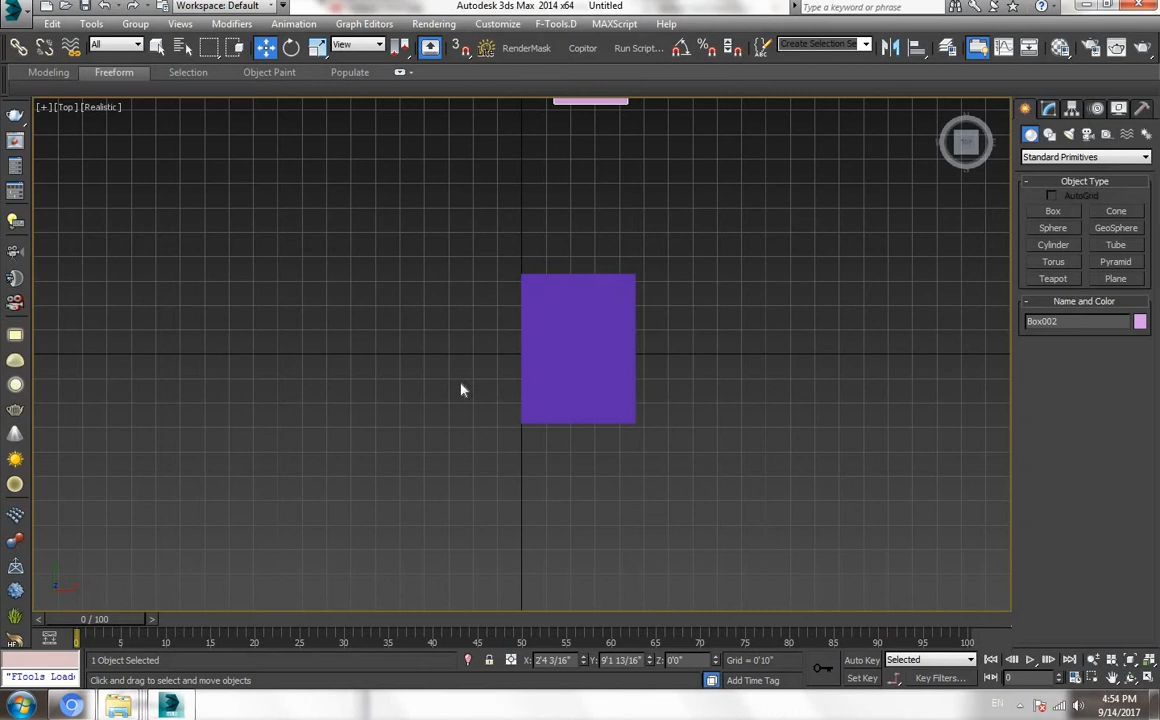 Workspace: Default
Autodesk 3ds Max 2014 x64 Untitled
Type a keyword or phrase
Edit Tools Group Views Modifiers Animation Graph Editors Rendering Customize F-Tools.D MAXScript Help
All View RenderMask Copitor Run Script... Create Selection Se
Modeling Freeform Selection Object Paint Populate
[+] [Top] [Realistic]
TOP
Standard Primitives
Object Type
AutoGrid
Box Cone
Sphere GeoSphere
Cylinder Tube
Torus Pyramid
Teapot Plane
Name and Color
Box002
0 / 100
0 5 10 15 20 25 30 35 40 45 50 55 60 65 70 75 80 85 90 95 100
1 Object Selected X: 2'4 3/16" Y: 9'1 13/16" Z: 0'0" Grid = 0'10" Auto Key Selected
"FTools Load Click and drag to select and move objects Add Time Tag Set Key Key Filters... 0
EN 4:54 PM
9/14/2017